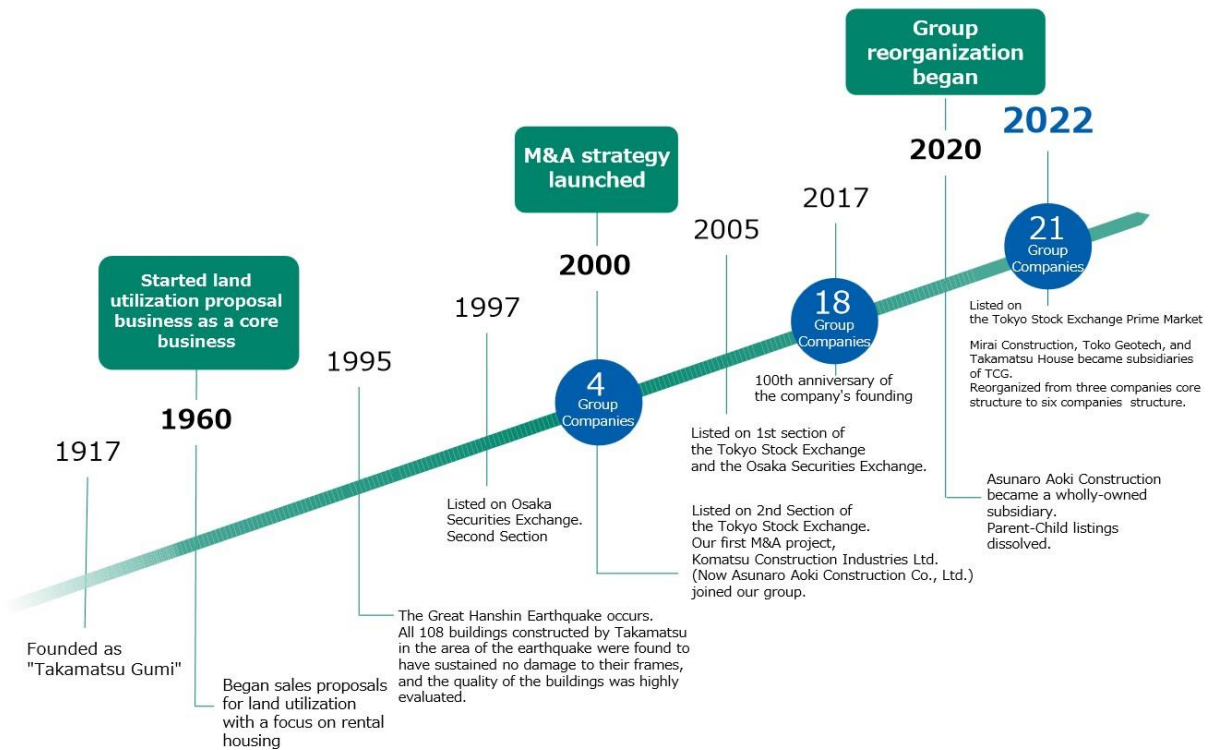 1917
Founded as
"Takamatsu Gumi"
Started land
utilization proposal
business as a core
business
1960
Began sales proposals
for land utilization
with a focus on rental
housing
1995
The Great Hanshin Earthquake occurs.
All 108 buildings constructed by Takamatsu
in the area of the earthquake were found to
have sustained no damage to their frames,
and the quality of the buildings was highly
evaluated.
1997
Listed on Osaka
Securities Exchange.
Second Section
M&A strategy
launched
2000
4
Group
Companies
Listed on 2nd Section of
the Tokyo Stock Exchange.
Our first M&A project,
Komatsu Construction Industries Ltd.
(Now Asunaro Aoki Construction Co., Ltd.)
joined our group.
2005
Listed on 1st section of
the Tokyo Stock Exchange
and the Osaka Securities Exchange.
2017
18
Group
Companies
100th anniversary of
the company's founding
Group
reorganization
began
2020
Asunaro Aoki Construction
became a wholly-owned
subsidiary.
Parent-Child listings
dissolved.
2022
21
Group
Companies
Listed on
the Tokyo Stock Exchange Prime Market
Mirai Construction, Toko Geotech, and
Takamatsu House became subsidiaries
of TCG.
Reorganized from three companies core
structure to six companies structure.